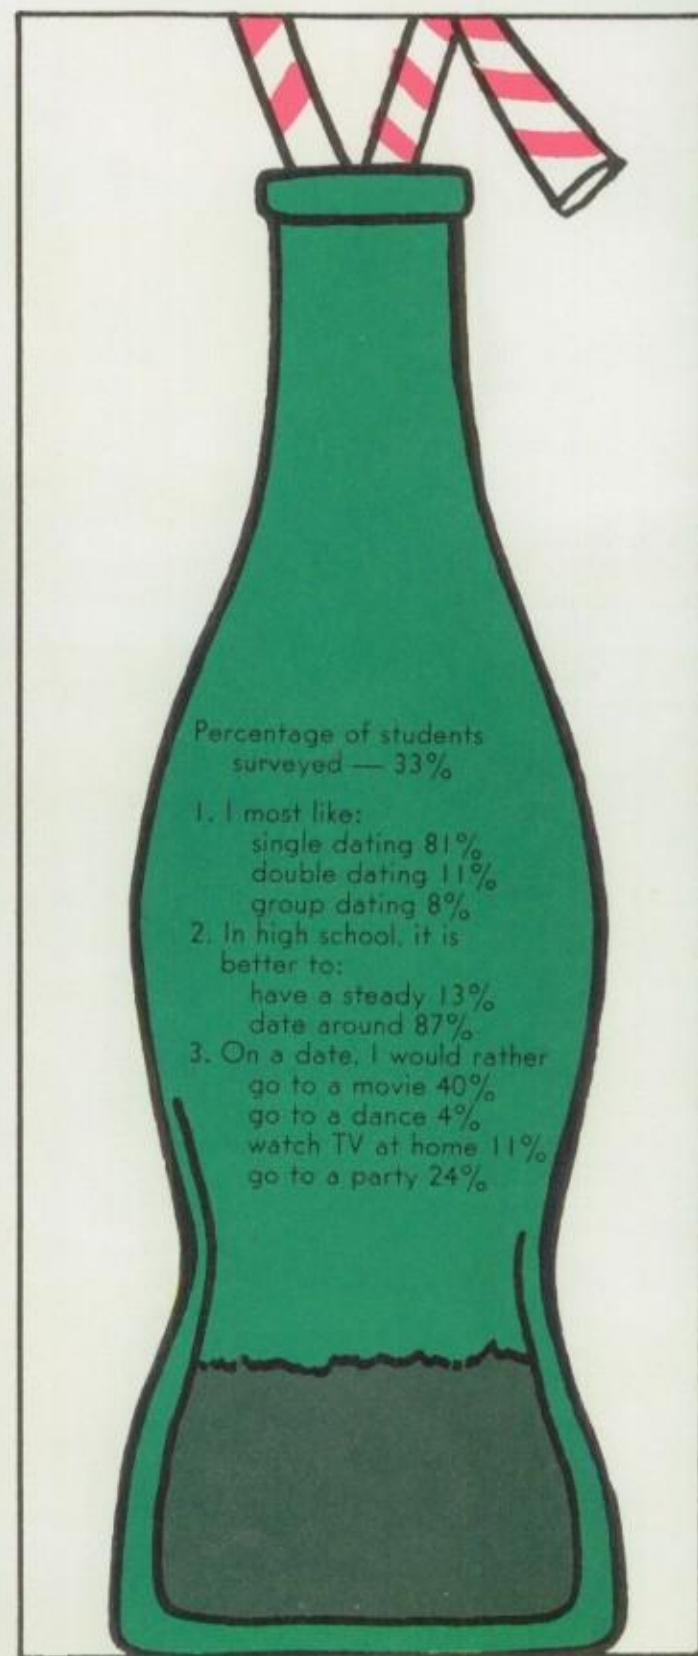 Percentage of students
surveyed — 33%
1. I most like:
single dating 81%
double dating 11%
group dating 8%
2. In high school, it is
better to:
have a steady 13%
date around 87%
3. On a date, I would rather
go to a movie 40%
go to a dance 4%
watch TV at home 11%
go to a party 24%